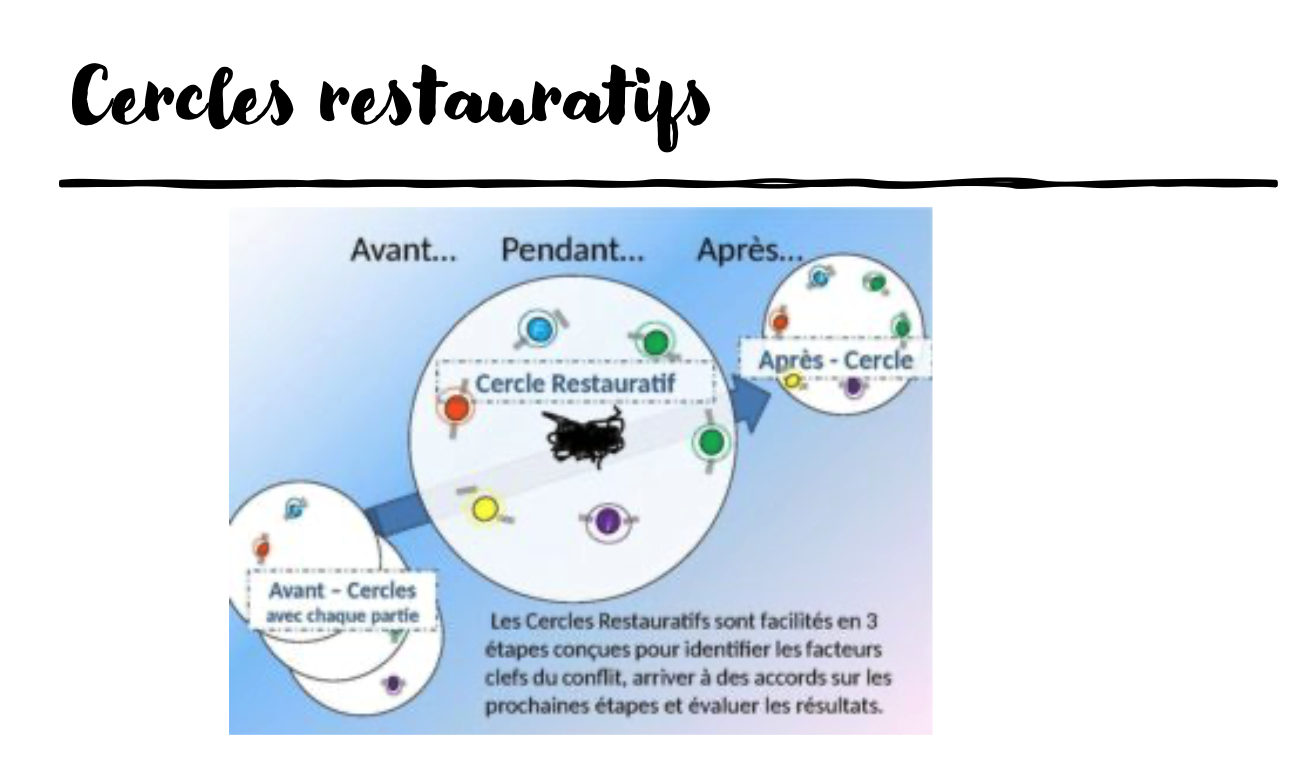 Cercles restauratifs
Avant... Pendant... Après...
Après - Cercle
Cercle Restauratif
Avant – Cercles
avec chaque partie
Les Cercles Restauratifs sont facilités en 3
étapes conçues pour identifier les facteurs
clefs du conflit, arriver à des accords sur les
prochaines étapes et évaluer les résultats.